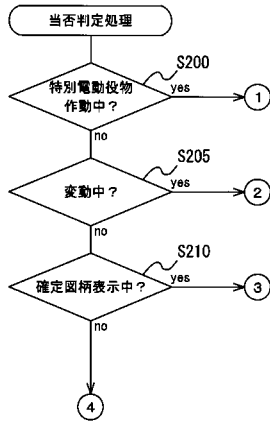 当否判定処理
S200
特別電動役物
作動中？
yes
1
no
S205
変動中？
yes
2
no
S210
確定図柄表示中？
yes
3
no
4